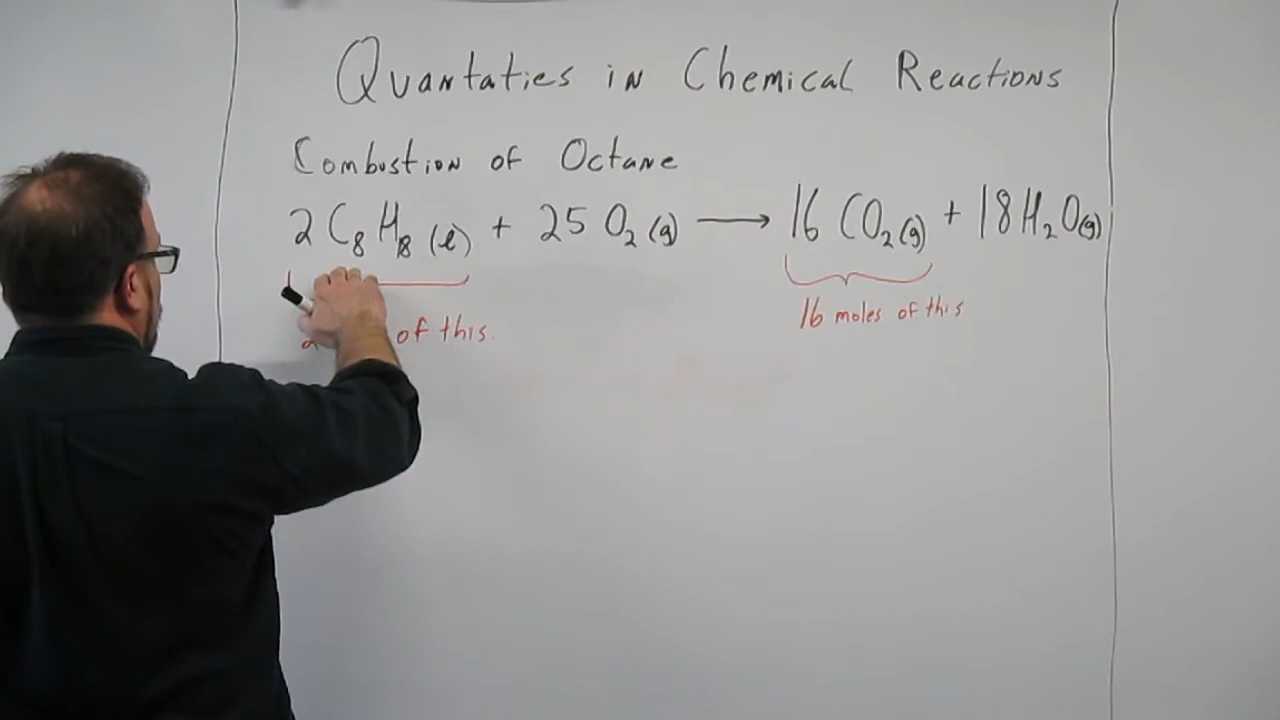 Quantaties in Chemical Reactions
Combustion of Octane
2 C₈H₁₈ (l) + 25 O₂ (g) → 16 CO₂ (g) + 18 H₂O (g)
2 of this.
16 moles of this